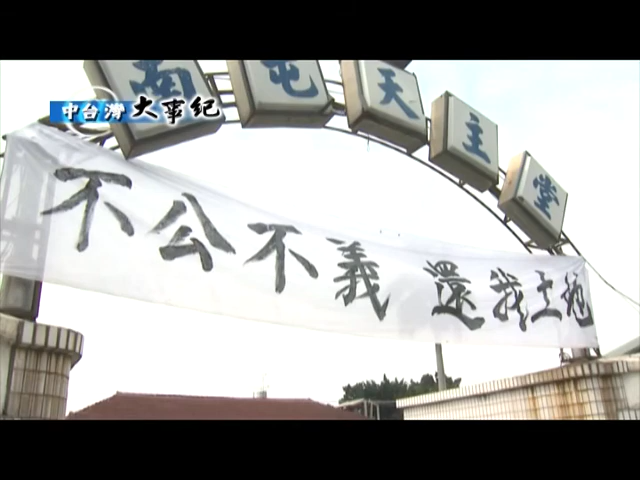 中台灣大事紀
南屯天主堂
不公不義 還我土地